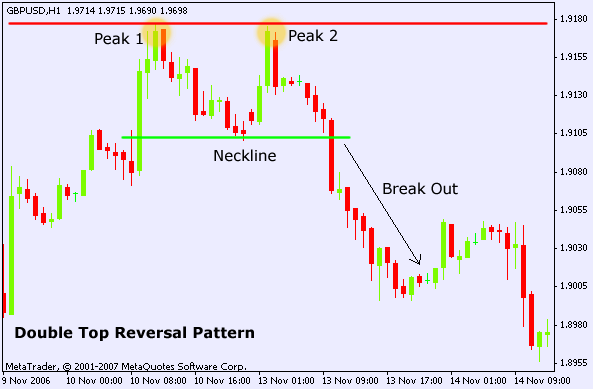 GBPUSD,H1 1.9714 1.9715 1.9690 1.9698
1.9180
Peak 1
Peak 2
1.9155
1.9130
1.9105
Neckline
1.9080
Break Out
1.9055
1.9030
1.9005
Double Top Reversal Pattern
1.8980
MetaTrader, © 2001-2007 MetaQuotes Software Corp.
1.8955
9 Nov 2006 10 Nov 00:00 10 Nov 08:00 10 Nov 16:00 13 Nov 01:00 13 Nov 09:00 13 Nov 17:00 14 Nov 01:00 14 Nov 09:00